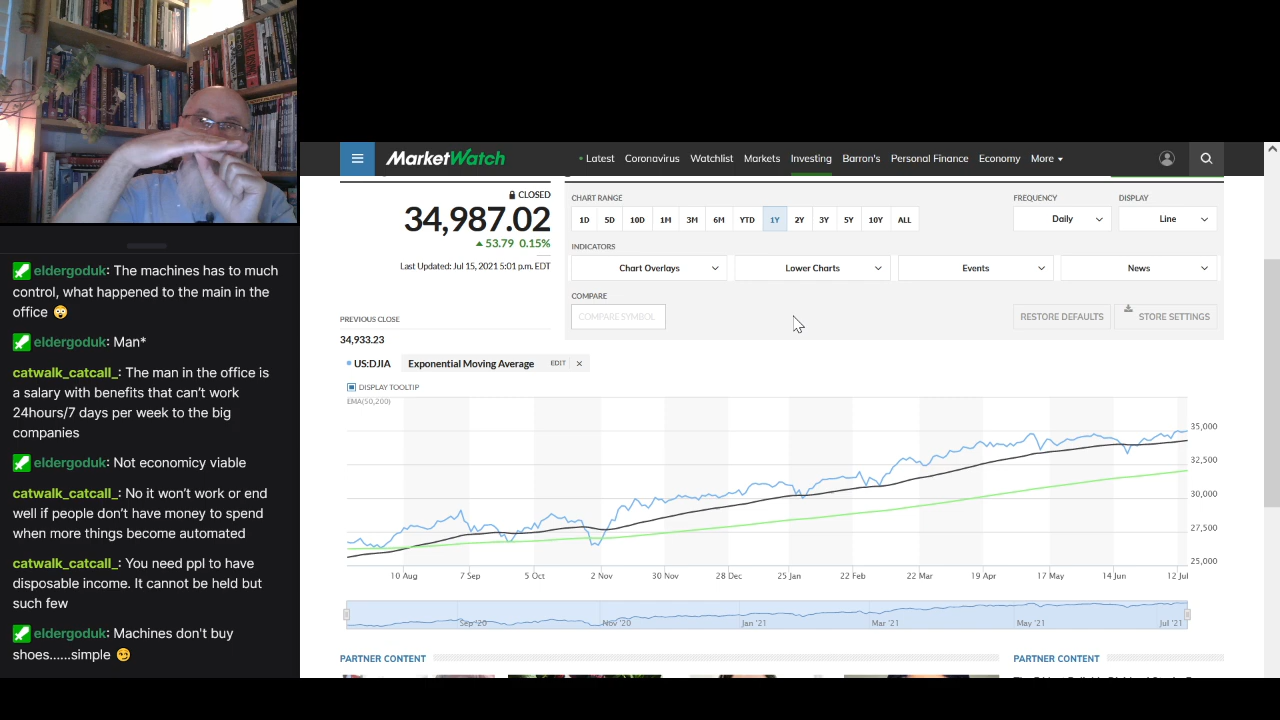 eldergoduk: The machines has to much
control, what happened to the main in the
office 😳
eldergoduk: Man*
catwalk_catcall_: The man in the office is
a salary with benefits that can't work
24hours/7 days per week to the big
companies
eldergoduk: Not economicy viable
catwalk_catcall_: No it won't work or end
well if people don't have money to spend
when more things become automated
catwalk_catcall_: You need ppl to have
disposable income. It cannot be held but
such few
eldergoduk: Machines don't buy
shoes......simple 😏
MarketWatch
Latest Coronavirus Watchlist Markets Investing Barron's Personal Finance Economy More
CLOSED
34,987.02
53.79 0.15%
Last Updated: Jul 15, 2021 5:01 p.m. EDT
PREVIOUS CLOSE
34,933.23
CHART RANGE
1D 5D 10D 1M 3M 6M YTD 1Y 2Y 3Y 5Y 10Y ALL
FREQUENCY
Daily
DISPLAY
Line
INDICATORS
Chart Overlays
Lower Charts
Events
News
COMPARE
COMPARE SYMBOL
RESTORE DEFAULTS
STORE SETTINGS
US:DJIA
Exponential Moving Average EDIT ×
DISPLAY TOOLTIP
EMA(50,200)
35,000
32,500
30,000
27,500
25,000
10 Aug 7 Sep 5 Oct 2 Nov 30 Nov 28 Dec 25 Jan 22 Feb 22 Mar 19 Apr 17 May 14 Jun 12 Jul
Sep '20 Nov '20 Jan '21 Mar '21 May '21 Jul '21
PARTNER CONTENT
PARTNER CONTENT